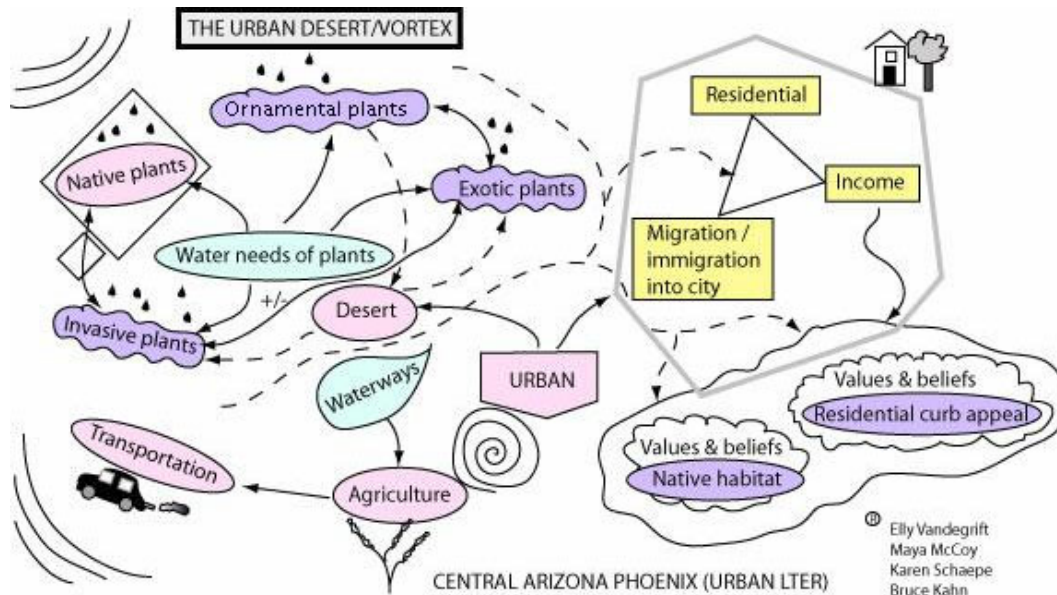 THE URBAN DESERT/VORTEX
Ornamental plants
Native plants
Exotic plants
Water needs of plants
+/-
Invasive plants
Desert
Waterways
URBAN
Transportation
Agriculture
Residential
Income
Migration /
immigration
into city
Values & beliefs
Residential curb appeal
Values & beliefs
Native habitat
CENTRAL ARIZONA PHOENIX (URBAN LTER)
Elly Vandegrift
Maya McCoy
Karen Schaepe
Bruce Kahn